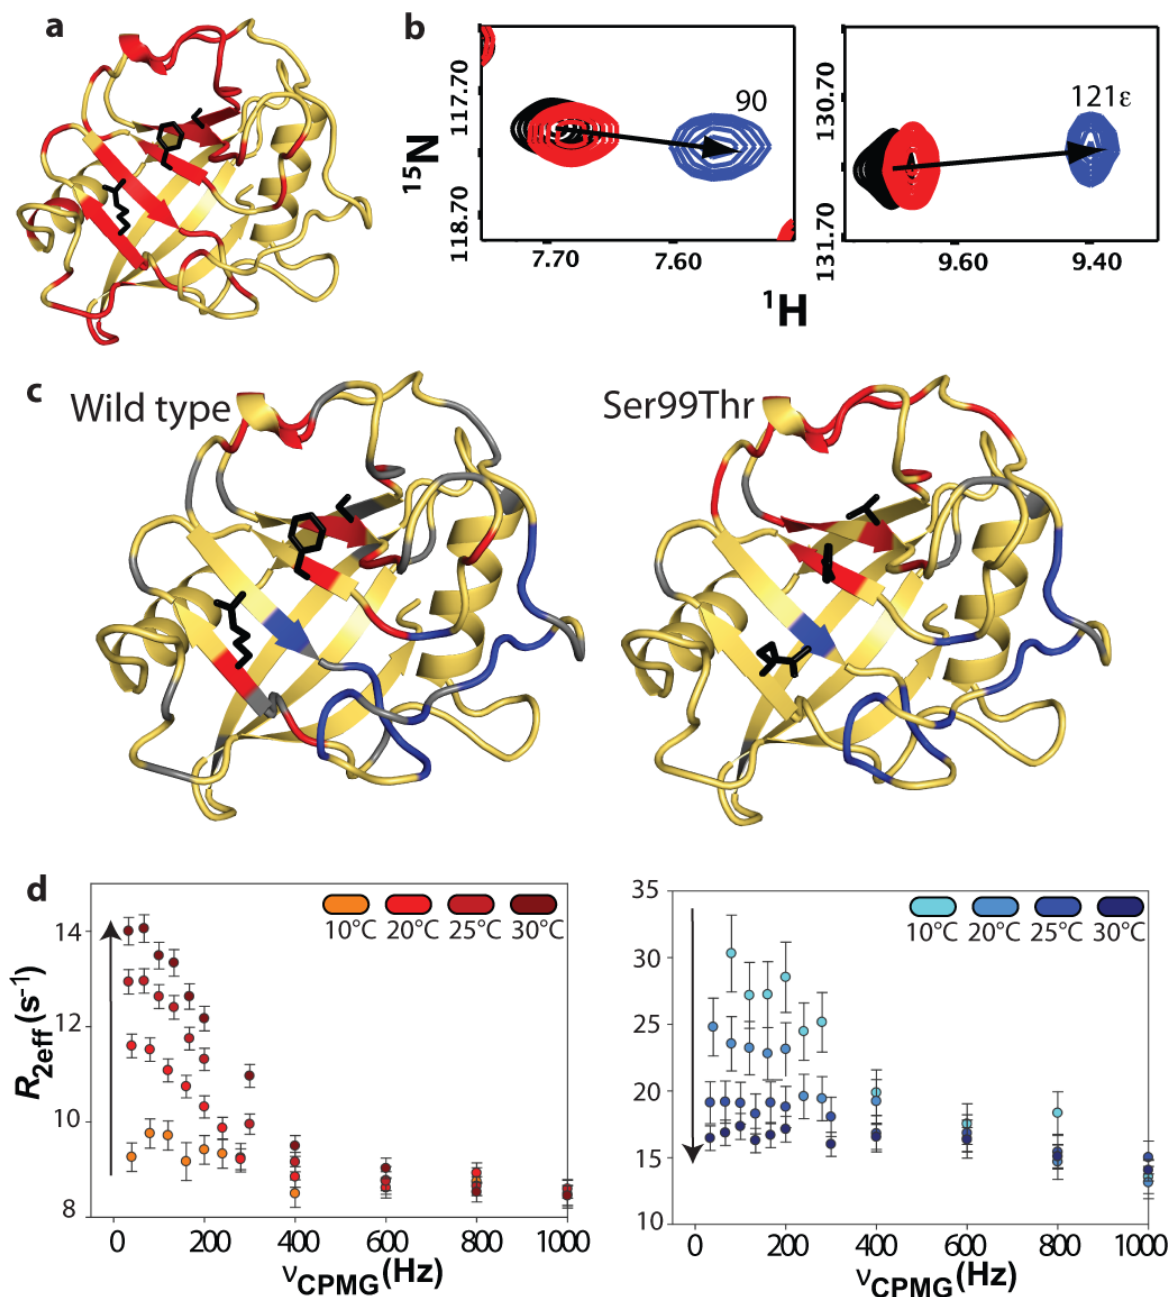 a
b
117.70
118.70
15N
90
7.70
7.60
130.70
131.70
121ε
9.60
9.40
1H
c
Wild type
Ser99Thr
d
14
12
10
8
R2eff(s-1)
10°C 20°C 25°C 30°C
0 200 400 600 800 1000
νCPMG(Hz)
35
30
25
20
15
10
10°C 20°C 25°C 30°C
0 200 400 600 800 1000
νCPMG(Hz)